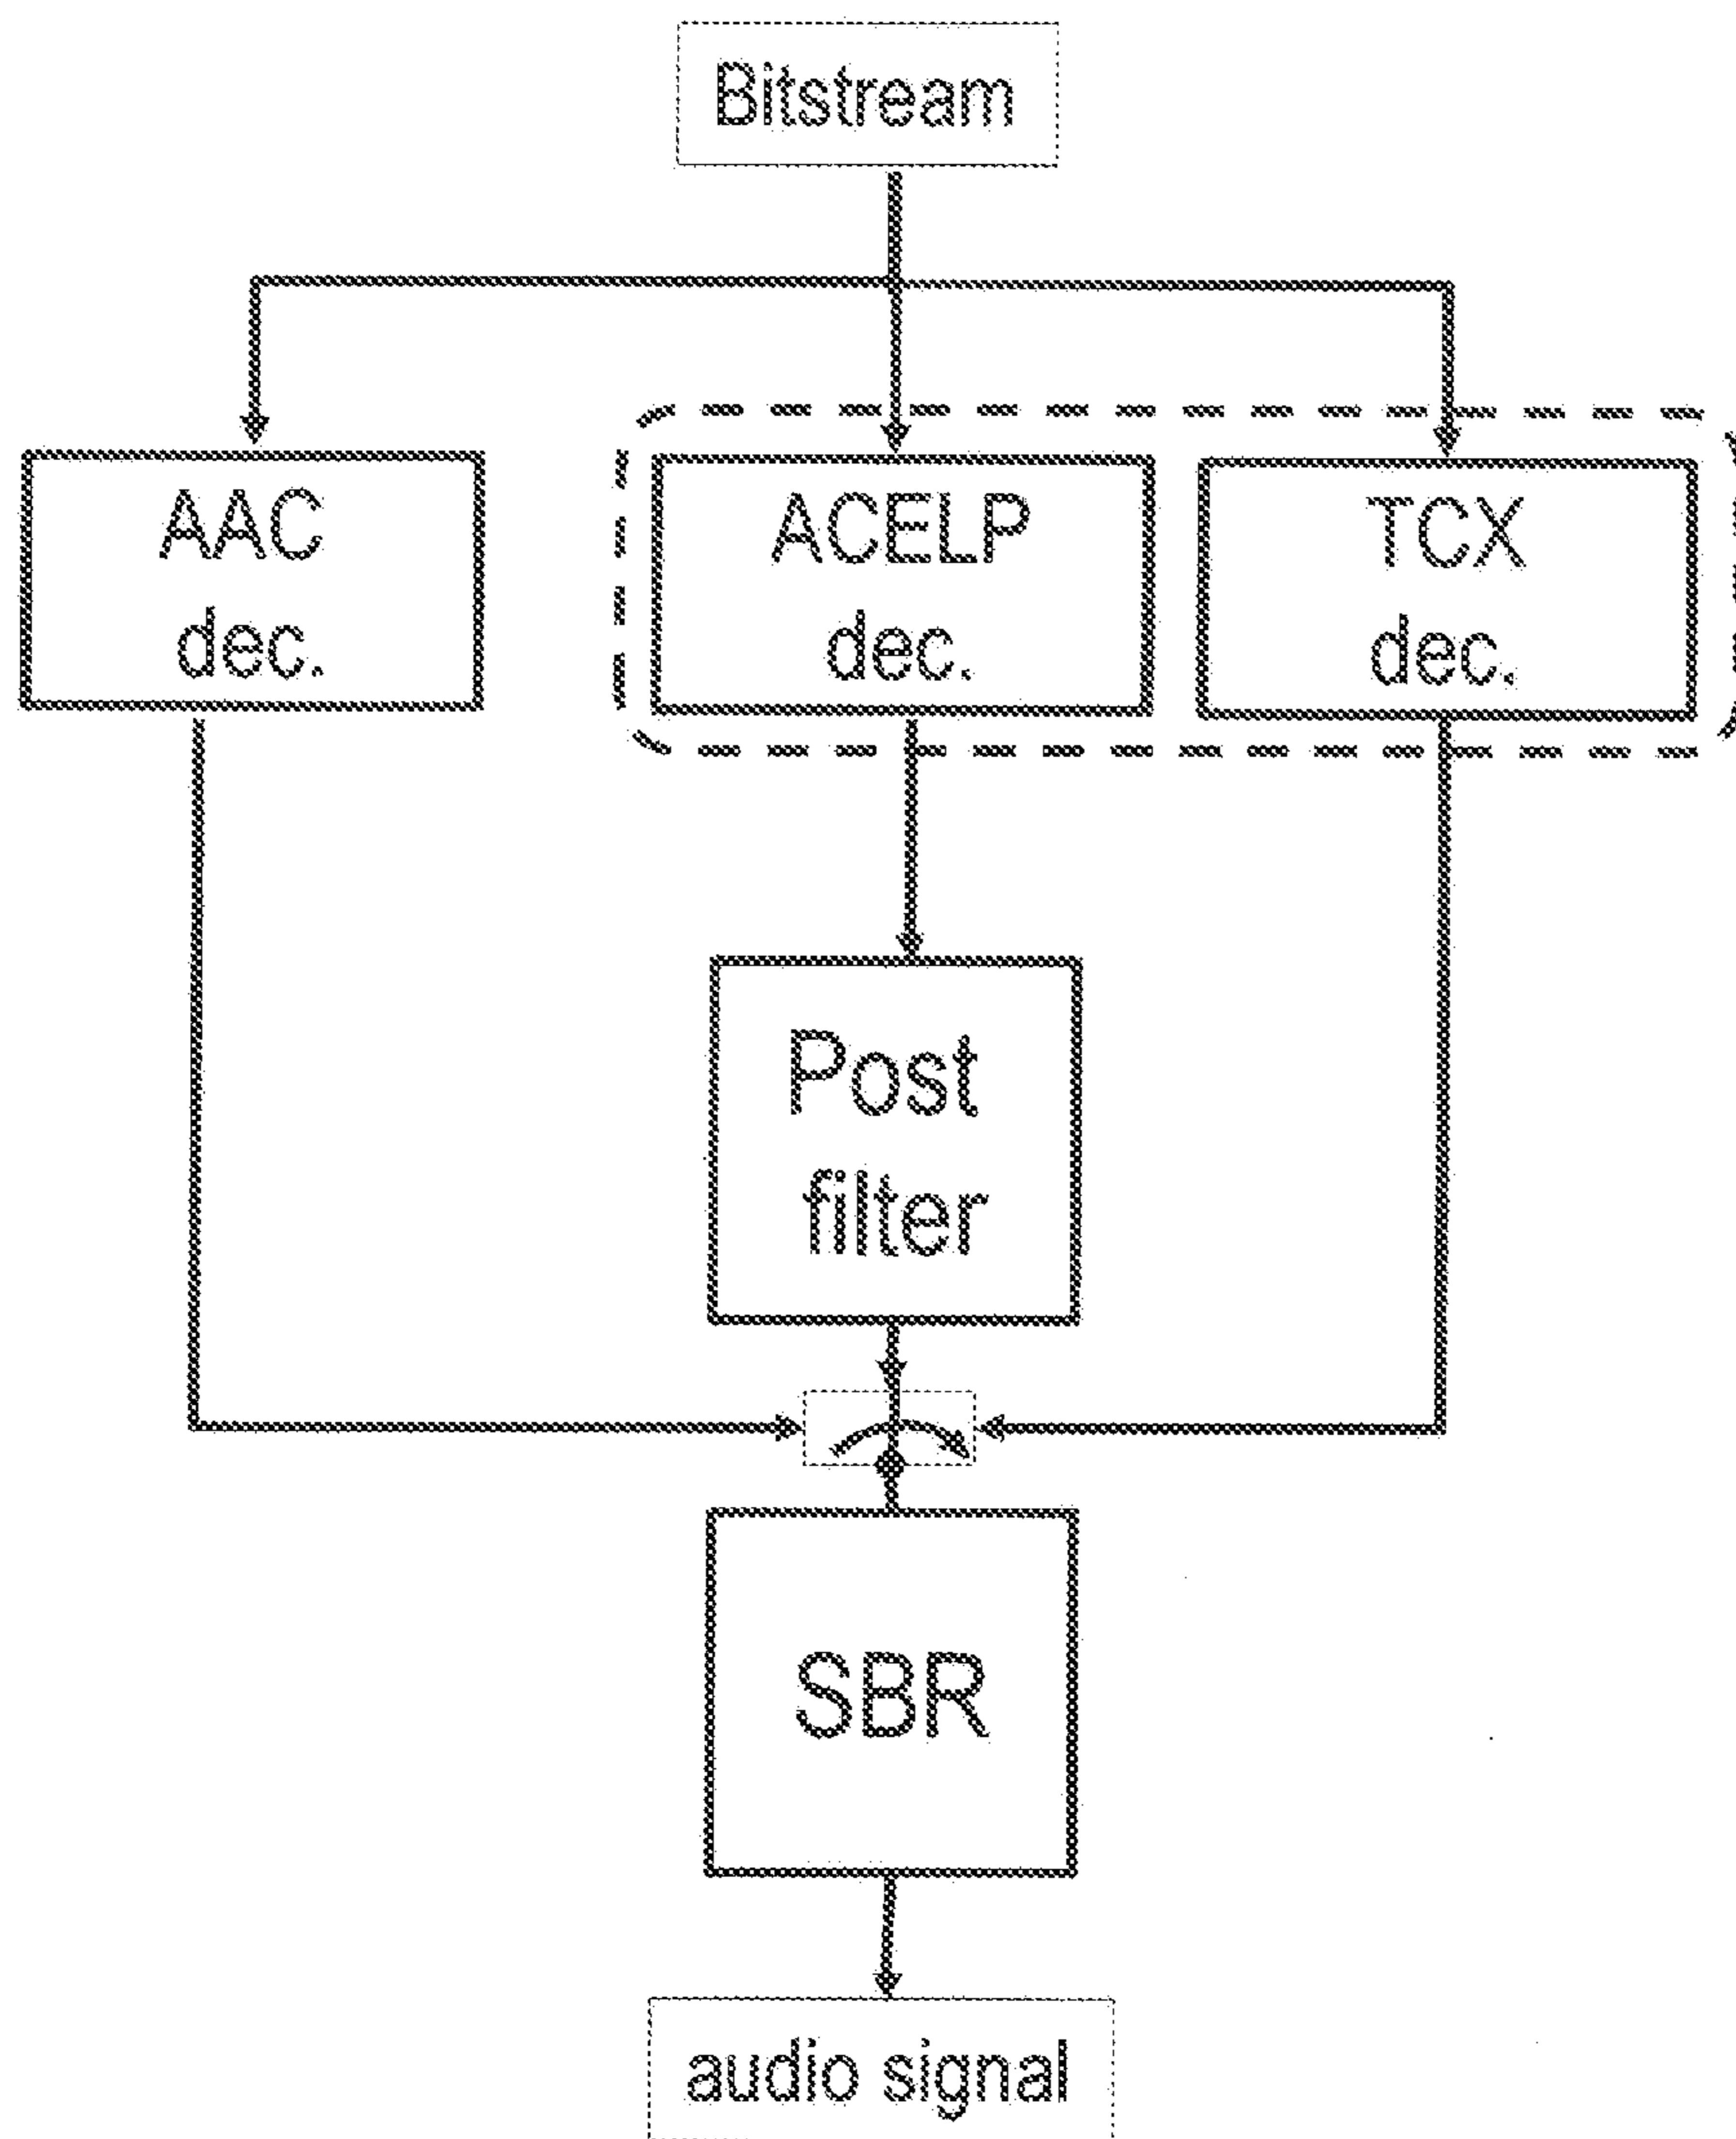 Bitstream
AAC
dec.
ACELP
dec.
TCX
dec.
Post
filter
SBR
audio signal